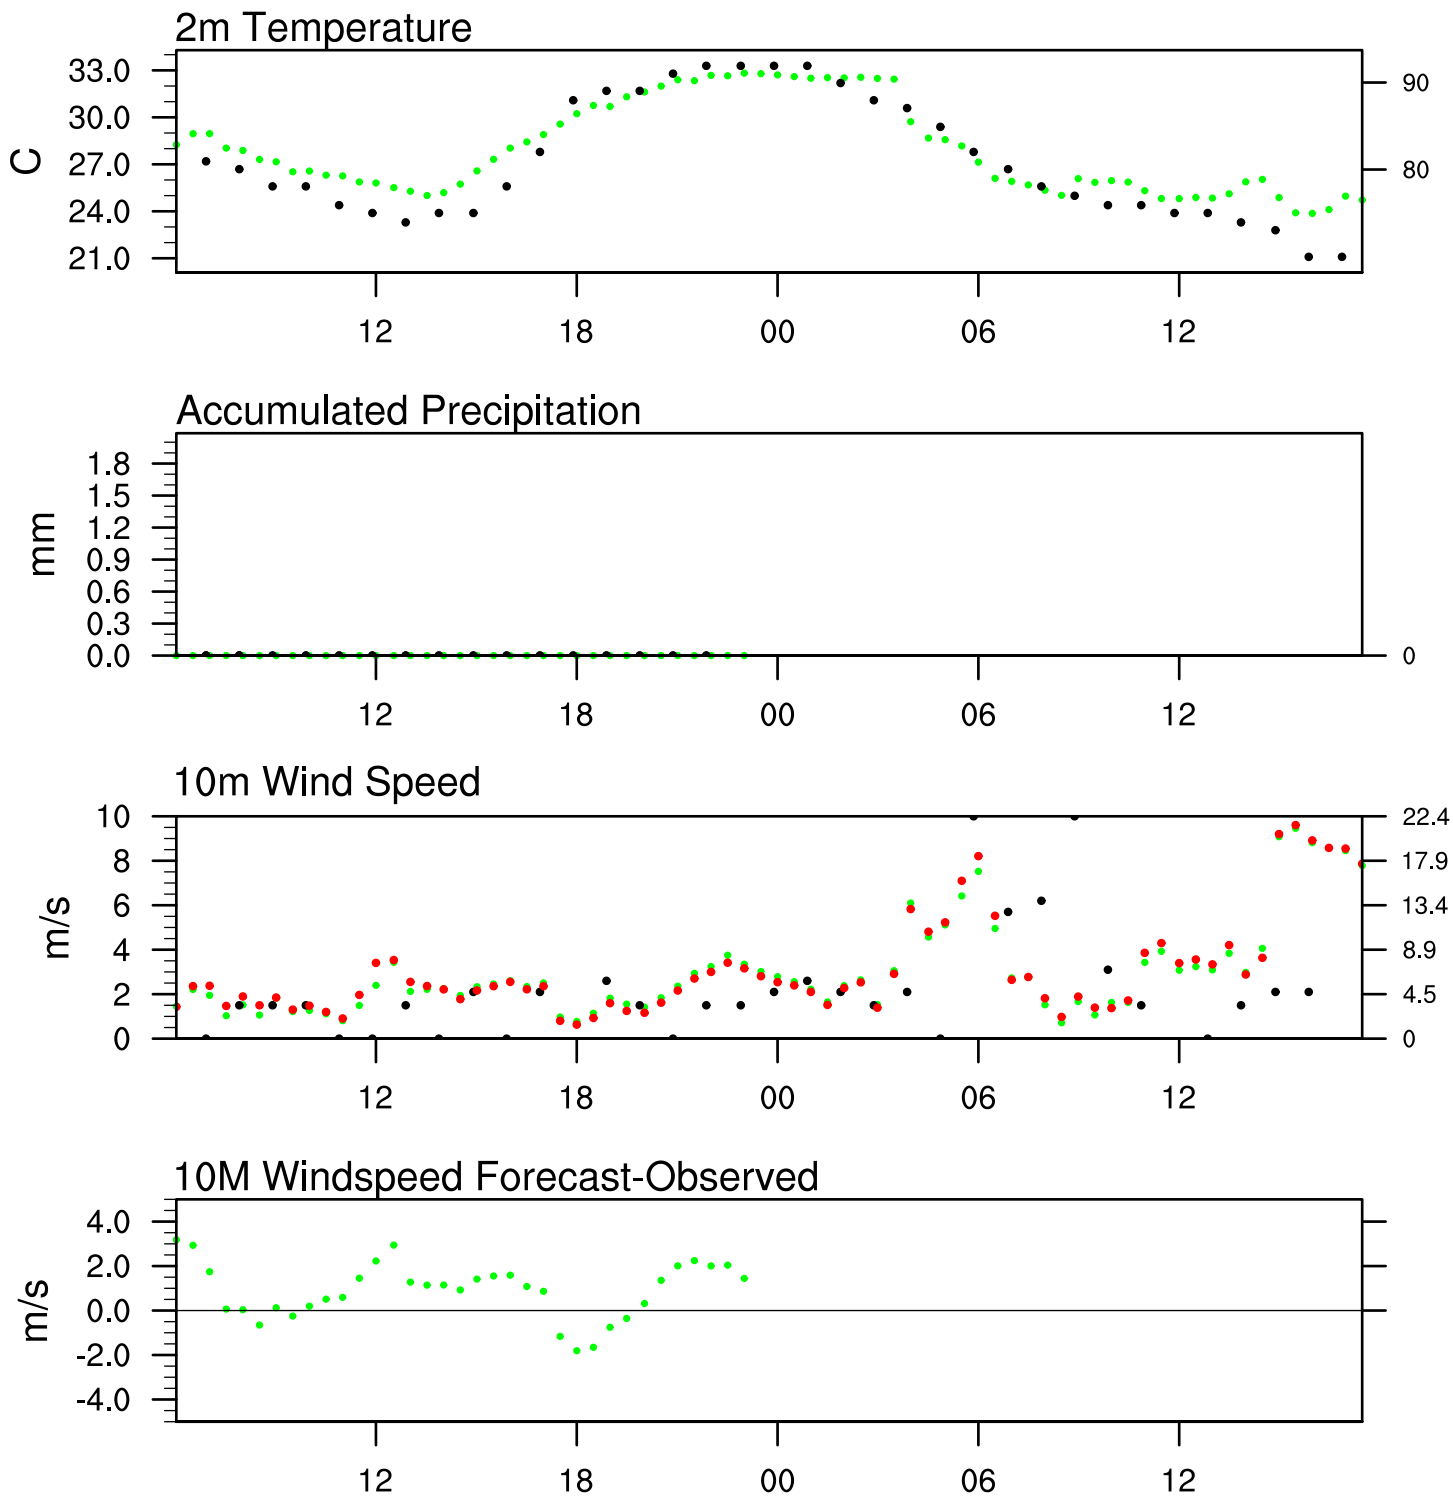 2m Temperature
33.0
30.0
27.0
24.0
21.0
C
90
80
12 18 00 06 12
Accumulated Precipitation
1.8
1.5
1.2
0.9
0.6
0.3
0.0
mm
0
12 18 00 06 12
10m Wind Speed
10
8
6
4
2
0
m/s
22.4
17.9
13.4
8.9
4.5
0
12 18 00 06 12
10M Windspeed Forecast-Observed
4.0
2.0
0.0
-2.0
-4.0
m/s
12 18 00 06 12